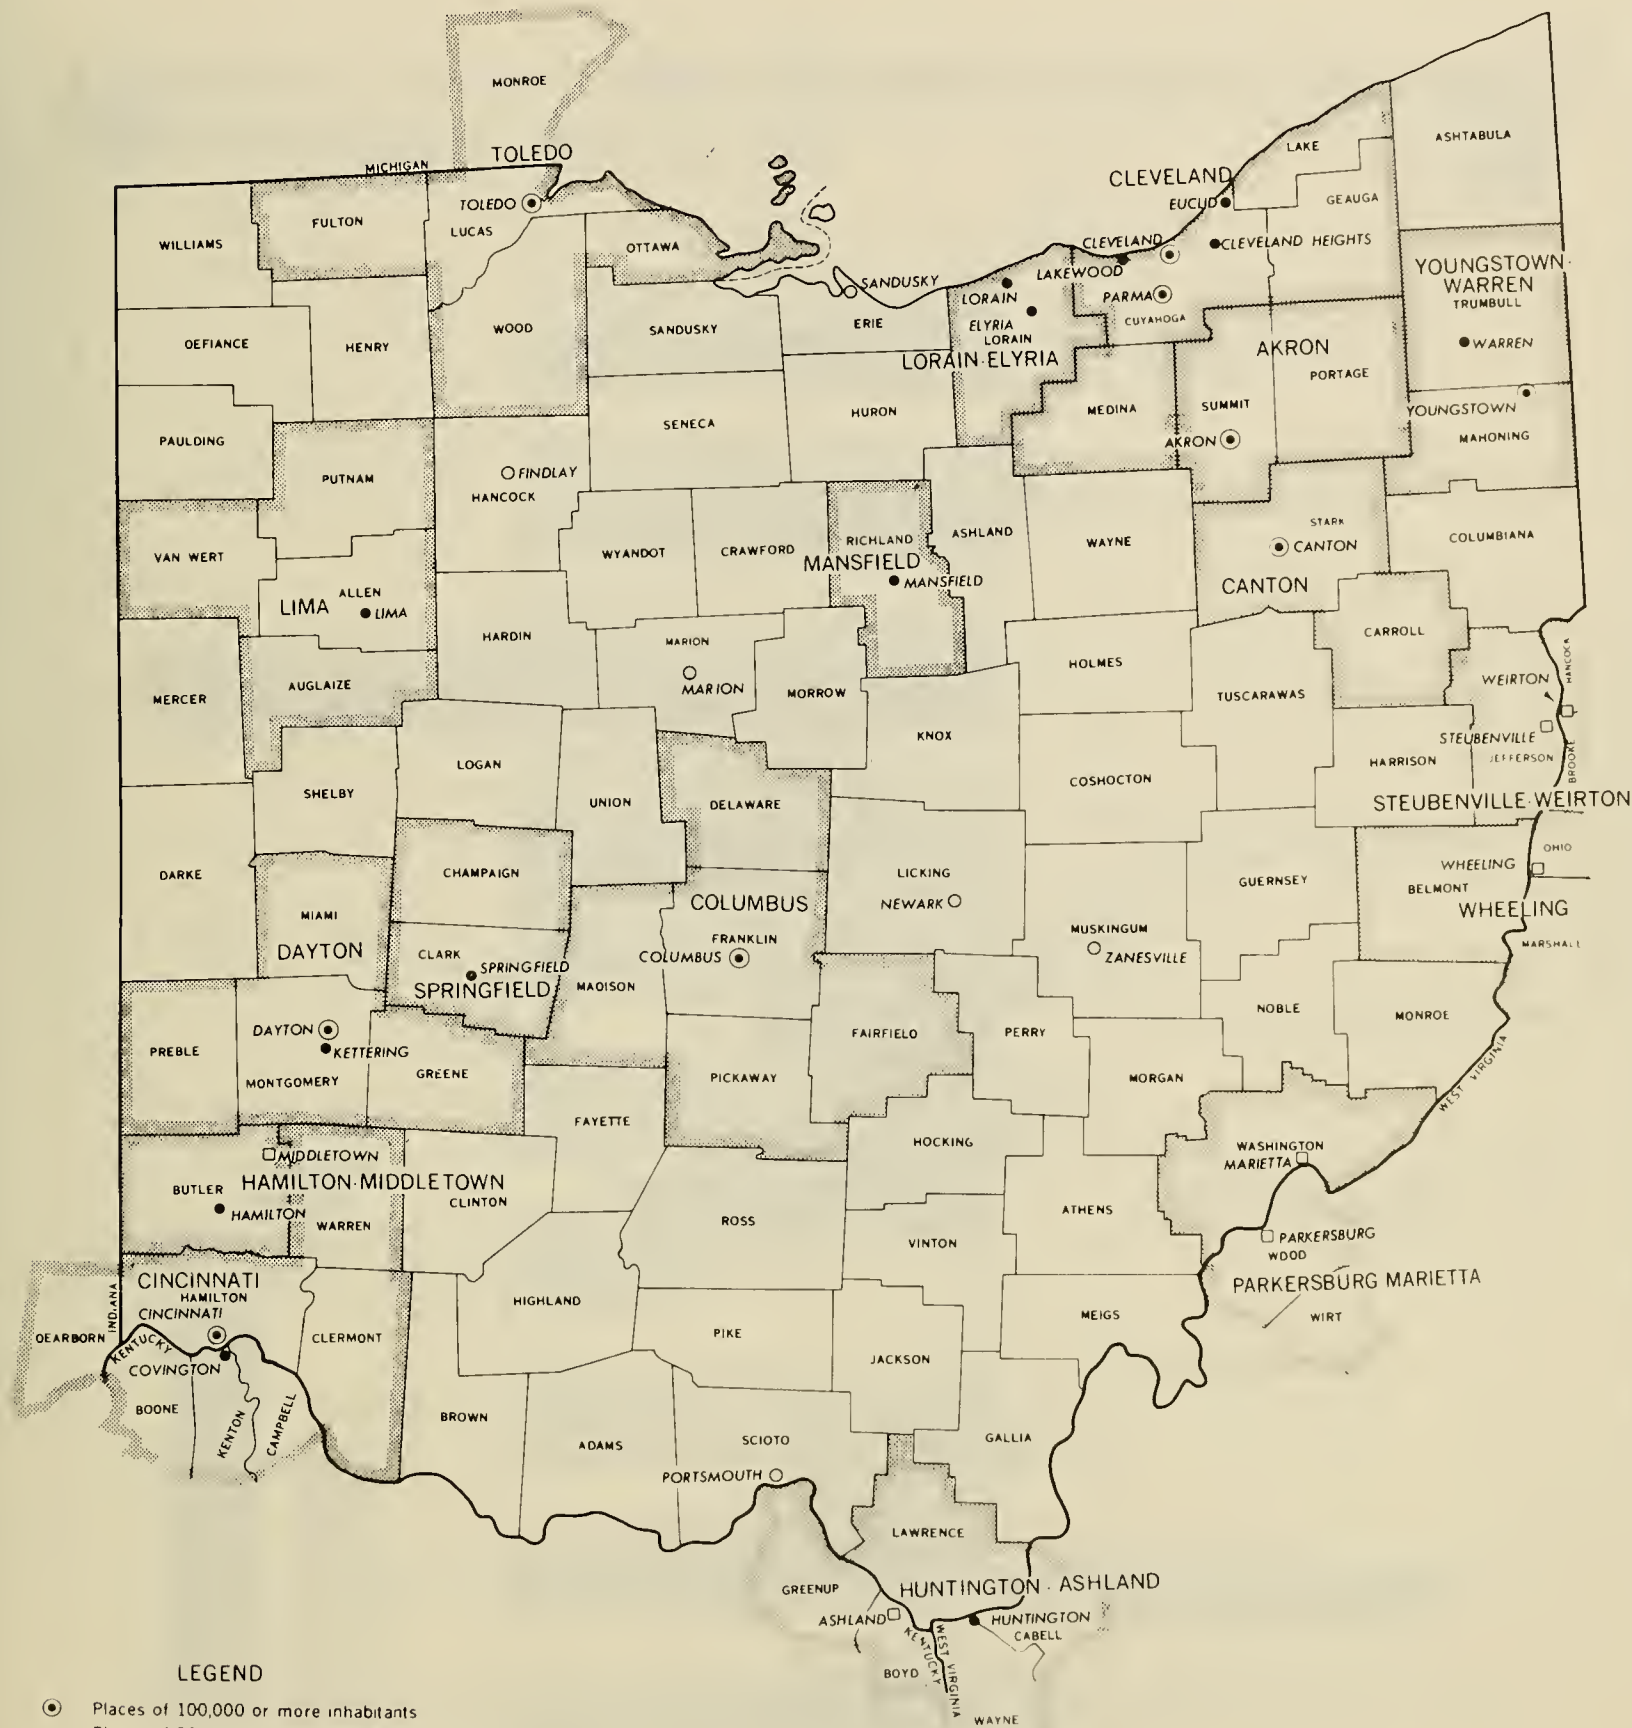 MONROE
TOLEDO
MICHIGAN
ASHTABULA
LAKE
CLEVELAND
EUCLID
GEAUGA
TOLEDO
FULTON
LUCAS
WILLIAMS
OTTAWA
CLEVELAND
CLEVELAND HEIGHTS
LAKEWOOD
YOUNGSTOWN-
WARREN
TRUMBULL
SANDUSKY
LORAIN
PARMA
CUYAHOGA
ERIE
ELYRIA
LORAIN
LORAIN-ELYRIA
WOOD
SANDUSKY
DEFIANCE
HENRY
AKRON
WARREN
PORTAGE
SUMMIT
MEDINA
HURON
SENECA
YOUNGSTOWN
MAHONING
PAULDING
AKRON
PUTNAM
FINDLAY
HANCOCK
STARK
CANTON
CANTON
COLUMBIANA
WAYNE
ASHLAND
RICHLAND
MANSFIELD
MANSFIELD
CRAWFORD
WYANDOT
VAN WERT
ALLEN
LIMA
LIMA
HARDIN
MARION
MARION
CARROLL
HOLMES
TUSCARAWAS
HANCOCK
WEIRTON
MERCER
AUGLAIZE
MORROW
KNOX
STEUBENVILLE
JEFFERSON
BROOKE
HARRISON
COSHOCTON
LOGAN
SHELBY
UNION
DELAWARE
STEUBENVILLE-WEIRTON
OHIO
WHEELING
BELMONT
WHEELING
MARSHALL
DARKE
CHAMPAIGN
LICKING
NEWARK
GUERNSEY
COLUMBUS
FRANKLIN
COLUMBUS
MIAMI
DAYTON
CLARK
SPRINGFIELD
SPRINGFIELD
MADISON
MUSKINGUM
ZANESVILLE
NOBLE
MONROE
FAIRFIELD
PERRY
DAYTON
KETTERING
PREBLE
MONTGOMERY
GREENE
PICKAWAY
MORGAN
WEST VIRGINIA
FAYETTE
HOCKING
WASHINGTON
MARIETTA
MIDDLETOWN
HAMILTON-MIDDLETOWN
BUTLER
HAMILTON
WARREN
CLINTON
ROSS
ATHENS
VINTON
PARKERSBURG
WOOD
PARKERSBURG MARIETTA
WIRT
CINCINNATI
HAMILTON
CINCINNATI
INDIANA
DEARBORN
KENTUCKY
COVINGTON
CLERMONT
HIGHLAND
PIKE
MEIGS
JACKSON
BOONE
KENTON
CAMPBELL
BROWN
ADAMS
SCIOTO
PORTSMOUTH
GALLIA
LAWRENCE
GREENUP
HUNTINGTON-ASHLAND
ASHLAND
HUNTINGTON
CABELL
KENTUCKY
WEST VIRGINIA
BOYD
WAYNE
LEGEND
Places of 100,000 or more inhabitants